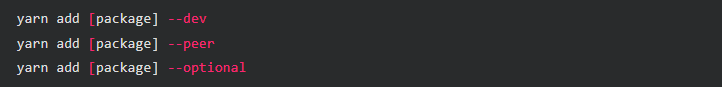 yarn add [package] --dev
yarn add [package] --peer
yarn add [package] --optional